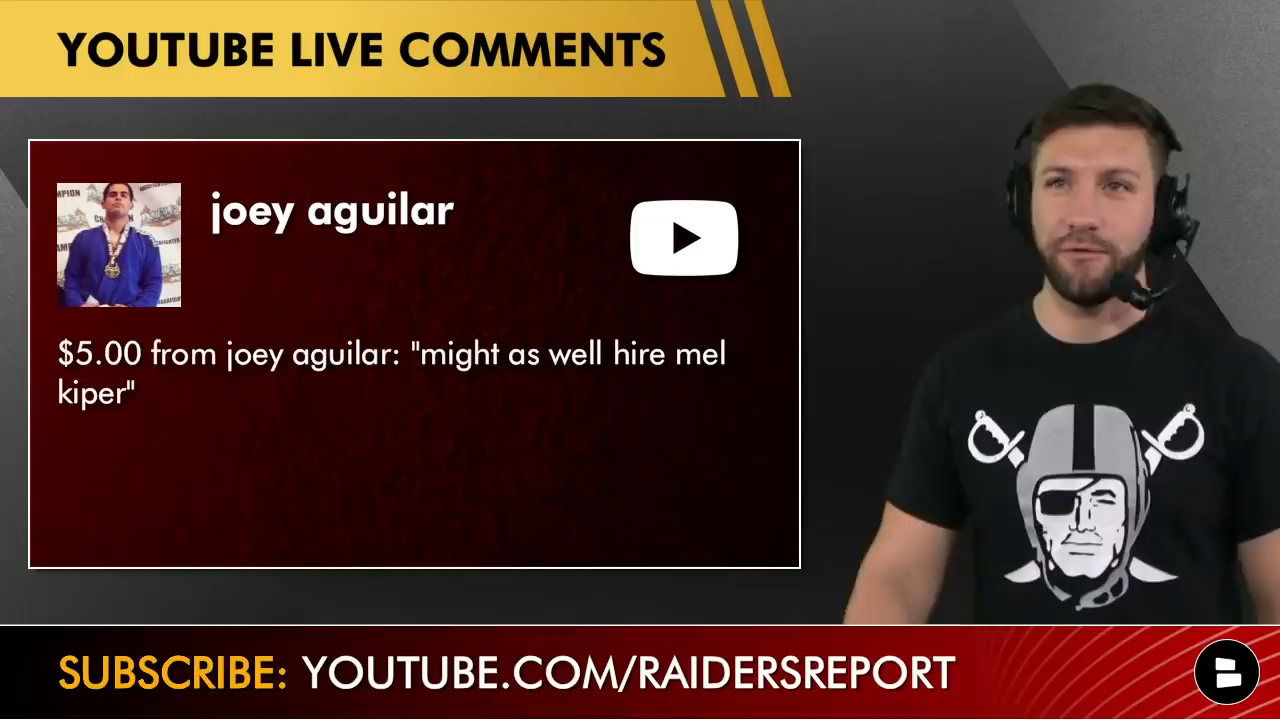 YOUTUBE LIVE COMMENTS
joey aguilar
$5.00 from joey aguilar: "might as well hire mel
kiper"
SUBSCRIBE: YOUTUBE.COM/RAIDERSREPORT